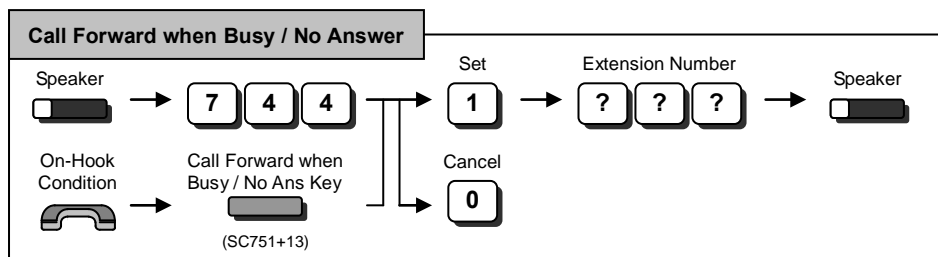 Call Forward when Busy / No Answer
Speaker
7 4 4
Set
1
Extension Number
? ? ?
Speaker
On-Hook
Condition
Call Forward when
Busy / No Ans Key
(SC751+13)
Cancel
0